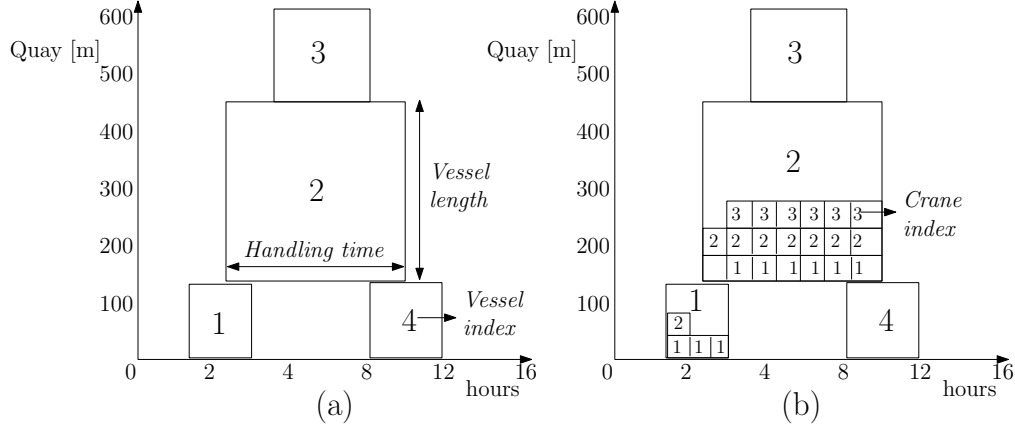 600
Quay [m]
500
400
300
200
100
0
2
4
6
8
12
16
hours
3
2
Vessel
length
Handling time
1
4
Vessel
index
(a)
600
Quay [m]
500
400
300
200
100
0
2
4
6
8
12
16
hours
3
2
3 3 3 3 3 3
2 2 2 2 2 2 2
1 1 1 1 1 1
Crane
index
1
2
1 1 1
4
(b)